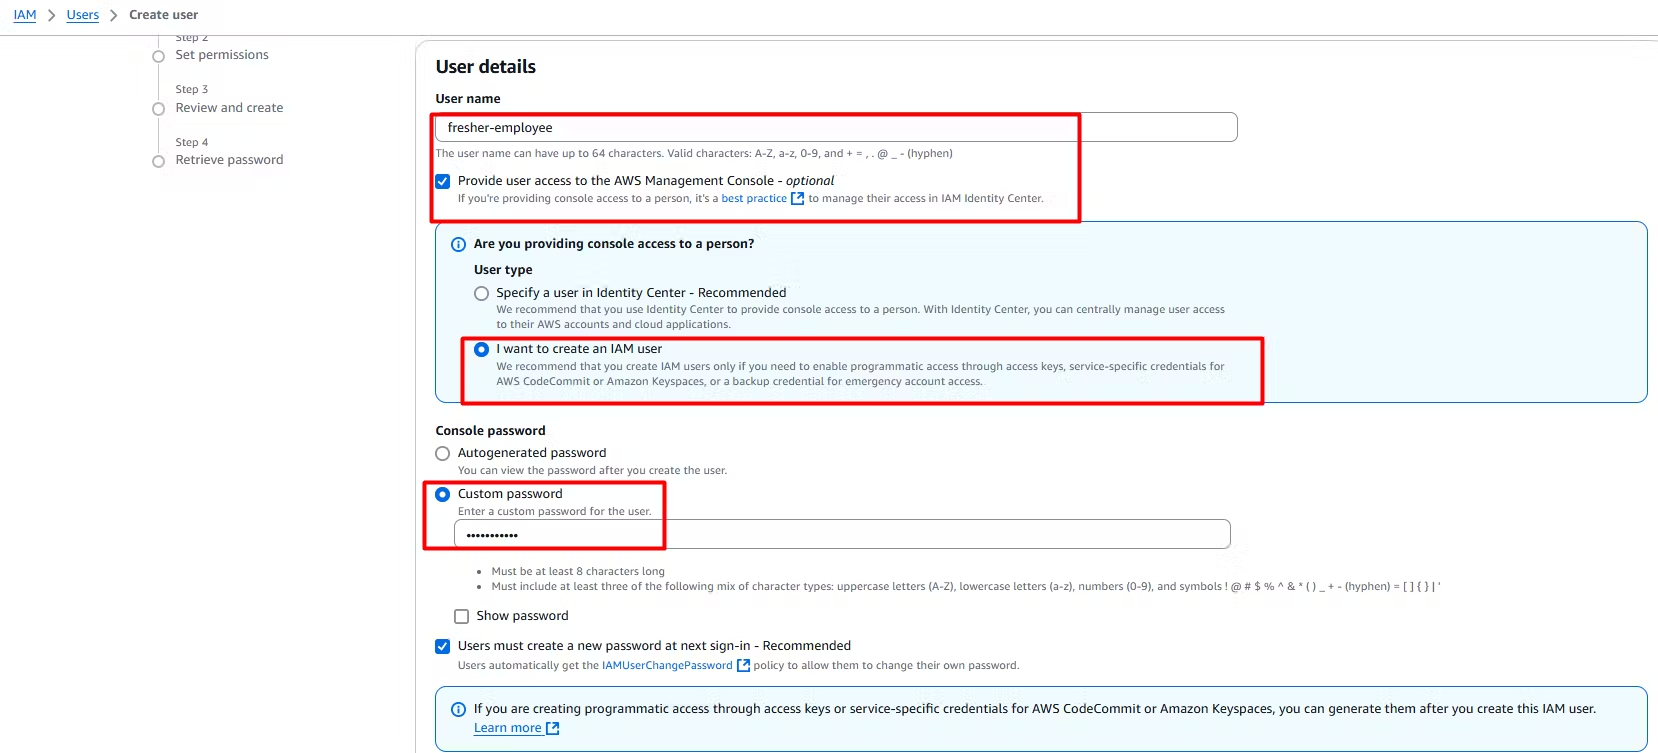 IAM > Users > Create user
Step 2
Set permissions
Step 3
Review and create
Step 4
Retrieve password
User details
User name
fresher-employee
The user name can have up to 64 characters. Valid characters: A-Z, a-z, 0-9, and + = , . @ _ - (hyphen)
Provide user access to the AWS Management Console - optional
If you're providing console access to a person, it's a best practice to manage their access in IAM Identity Center.
Are you providing console access to a person?
User type
Specify a user in Identity Center - Recommended
We recommend that you use Identity Center to provide console access to a person. With Identity Center, you can centrally manage user access
to their AWS accounts and cloud applications.
I want to create an IAM user
We recommend that you create IAM users only if you need to enable programmatic access through access keys, service-specific credentials for
AWS CodeCommit or Amazon Keyspaces, or a backup credential for emergency account access.
Console password
Autogenerated password
You can view the password after you create the user.
Custom password
Enter a custom password for the user.
•••••••••••
• Must be at least 8 characters long
• Must include at least three of the following mix of character types: uppercase letters (A-Z), lowercase letters (a-z), numbers (0-9), and symbols ! @ # $ % ^ & * ( ) _ + - (hyphen) = [ ] { } | '
Show password
Users must create a new password at next sign-in - Recommended
Users automatically get the IAMUserChangePassword policy to allow them to change their own password.
If you are creating programmatic access through access keys or service-specific credentials for AWS CodeCommit or Amazon Keyspaces, you can generate them after you create this IAM user.
Learn more